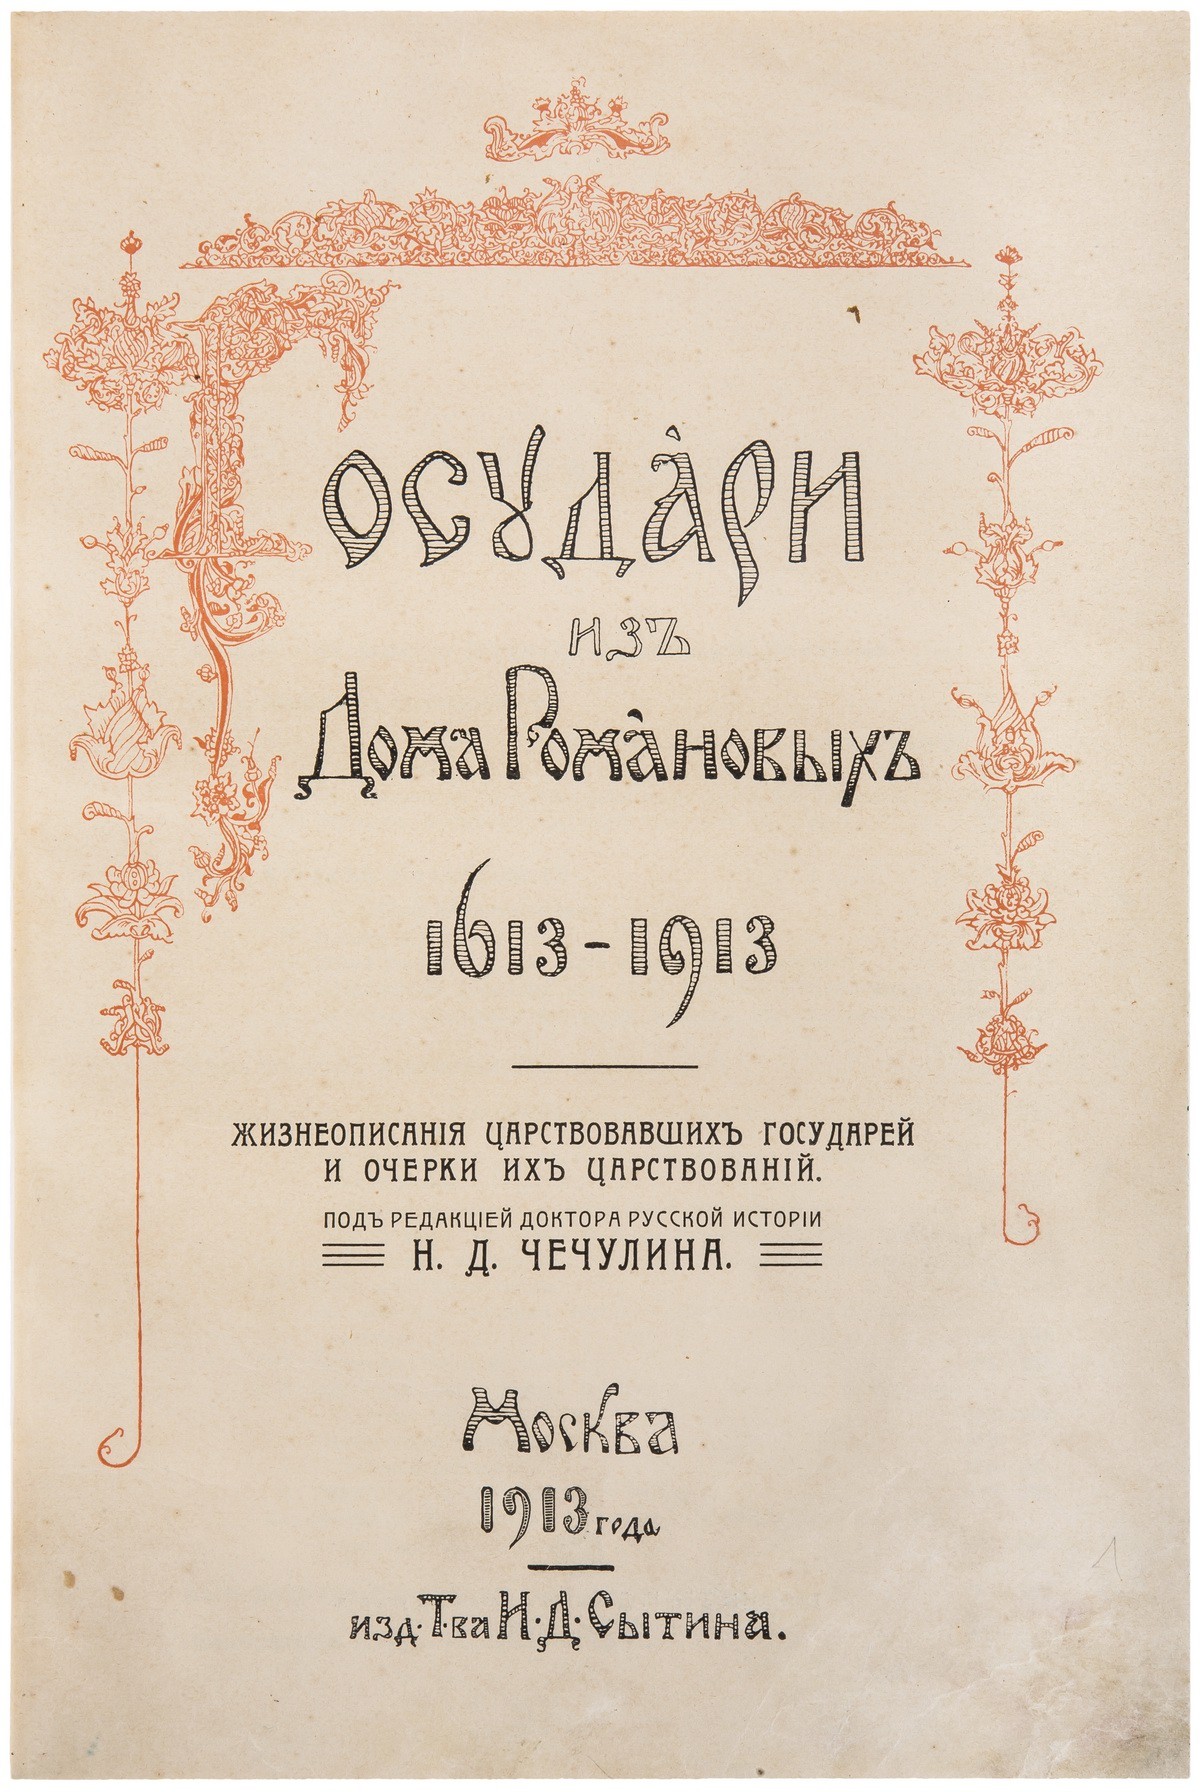 Государи
изъ
Дома Романовыхъ
1613-1913
ЖИЗНЕОПИСАНІЯ ЦАРСТВОВАВШИХЪ ГОСУДАРЕЙ
И ОЧЕРКИ ИХЪ ЦАРСТВОВАНІЙ.
ПОДЪ РЕДАКЦІЕЙ ДОКТОРА РУССКОЙ ИСТОРІИ
Н. Д. ЧЕЧУЛИНА.
Москва
1913 года
изд. Т-ва И. Д. Сытина.